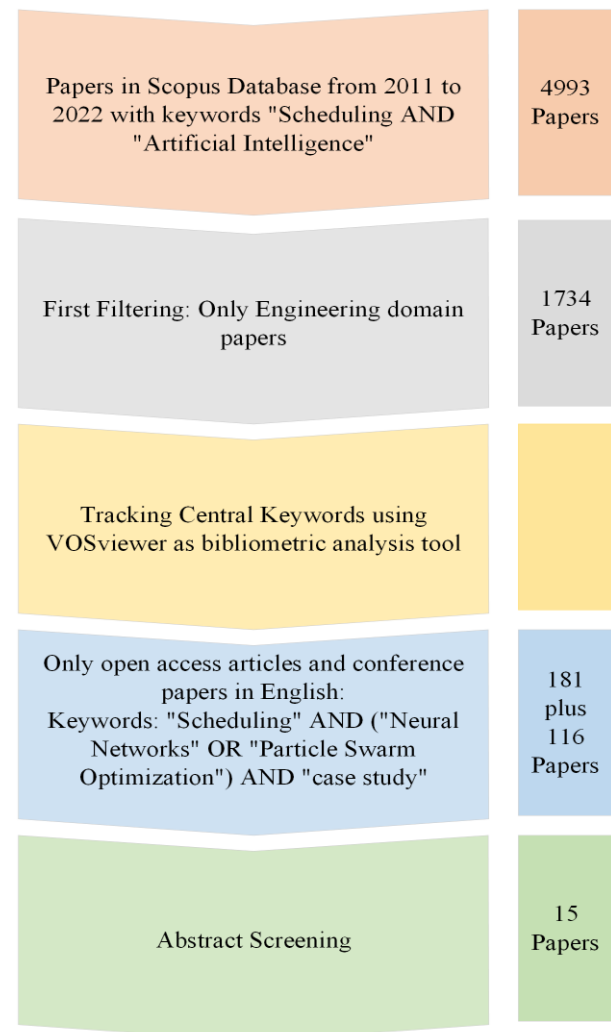 Papers in Scopus Database from 2011 to
2022 with keywords "Scheduling AND
"Artificial Intelligence"
4993
Papers
First Filtering: Only Engineering domain
papers
1734
Papers
Tracking Central Keywords using
VOSviewer as bibliometric analysis tool
Only open access articles and conference
papers in English:
Keywords: "Scheduling" AND ("Neural
Networks" OR "Particle Swarm
Optimization") AND "case study"
181
plus
116
Papers
Abstract Screening
15
Papers